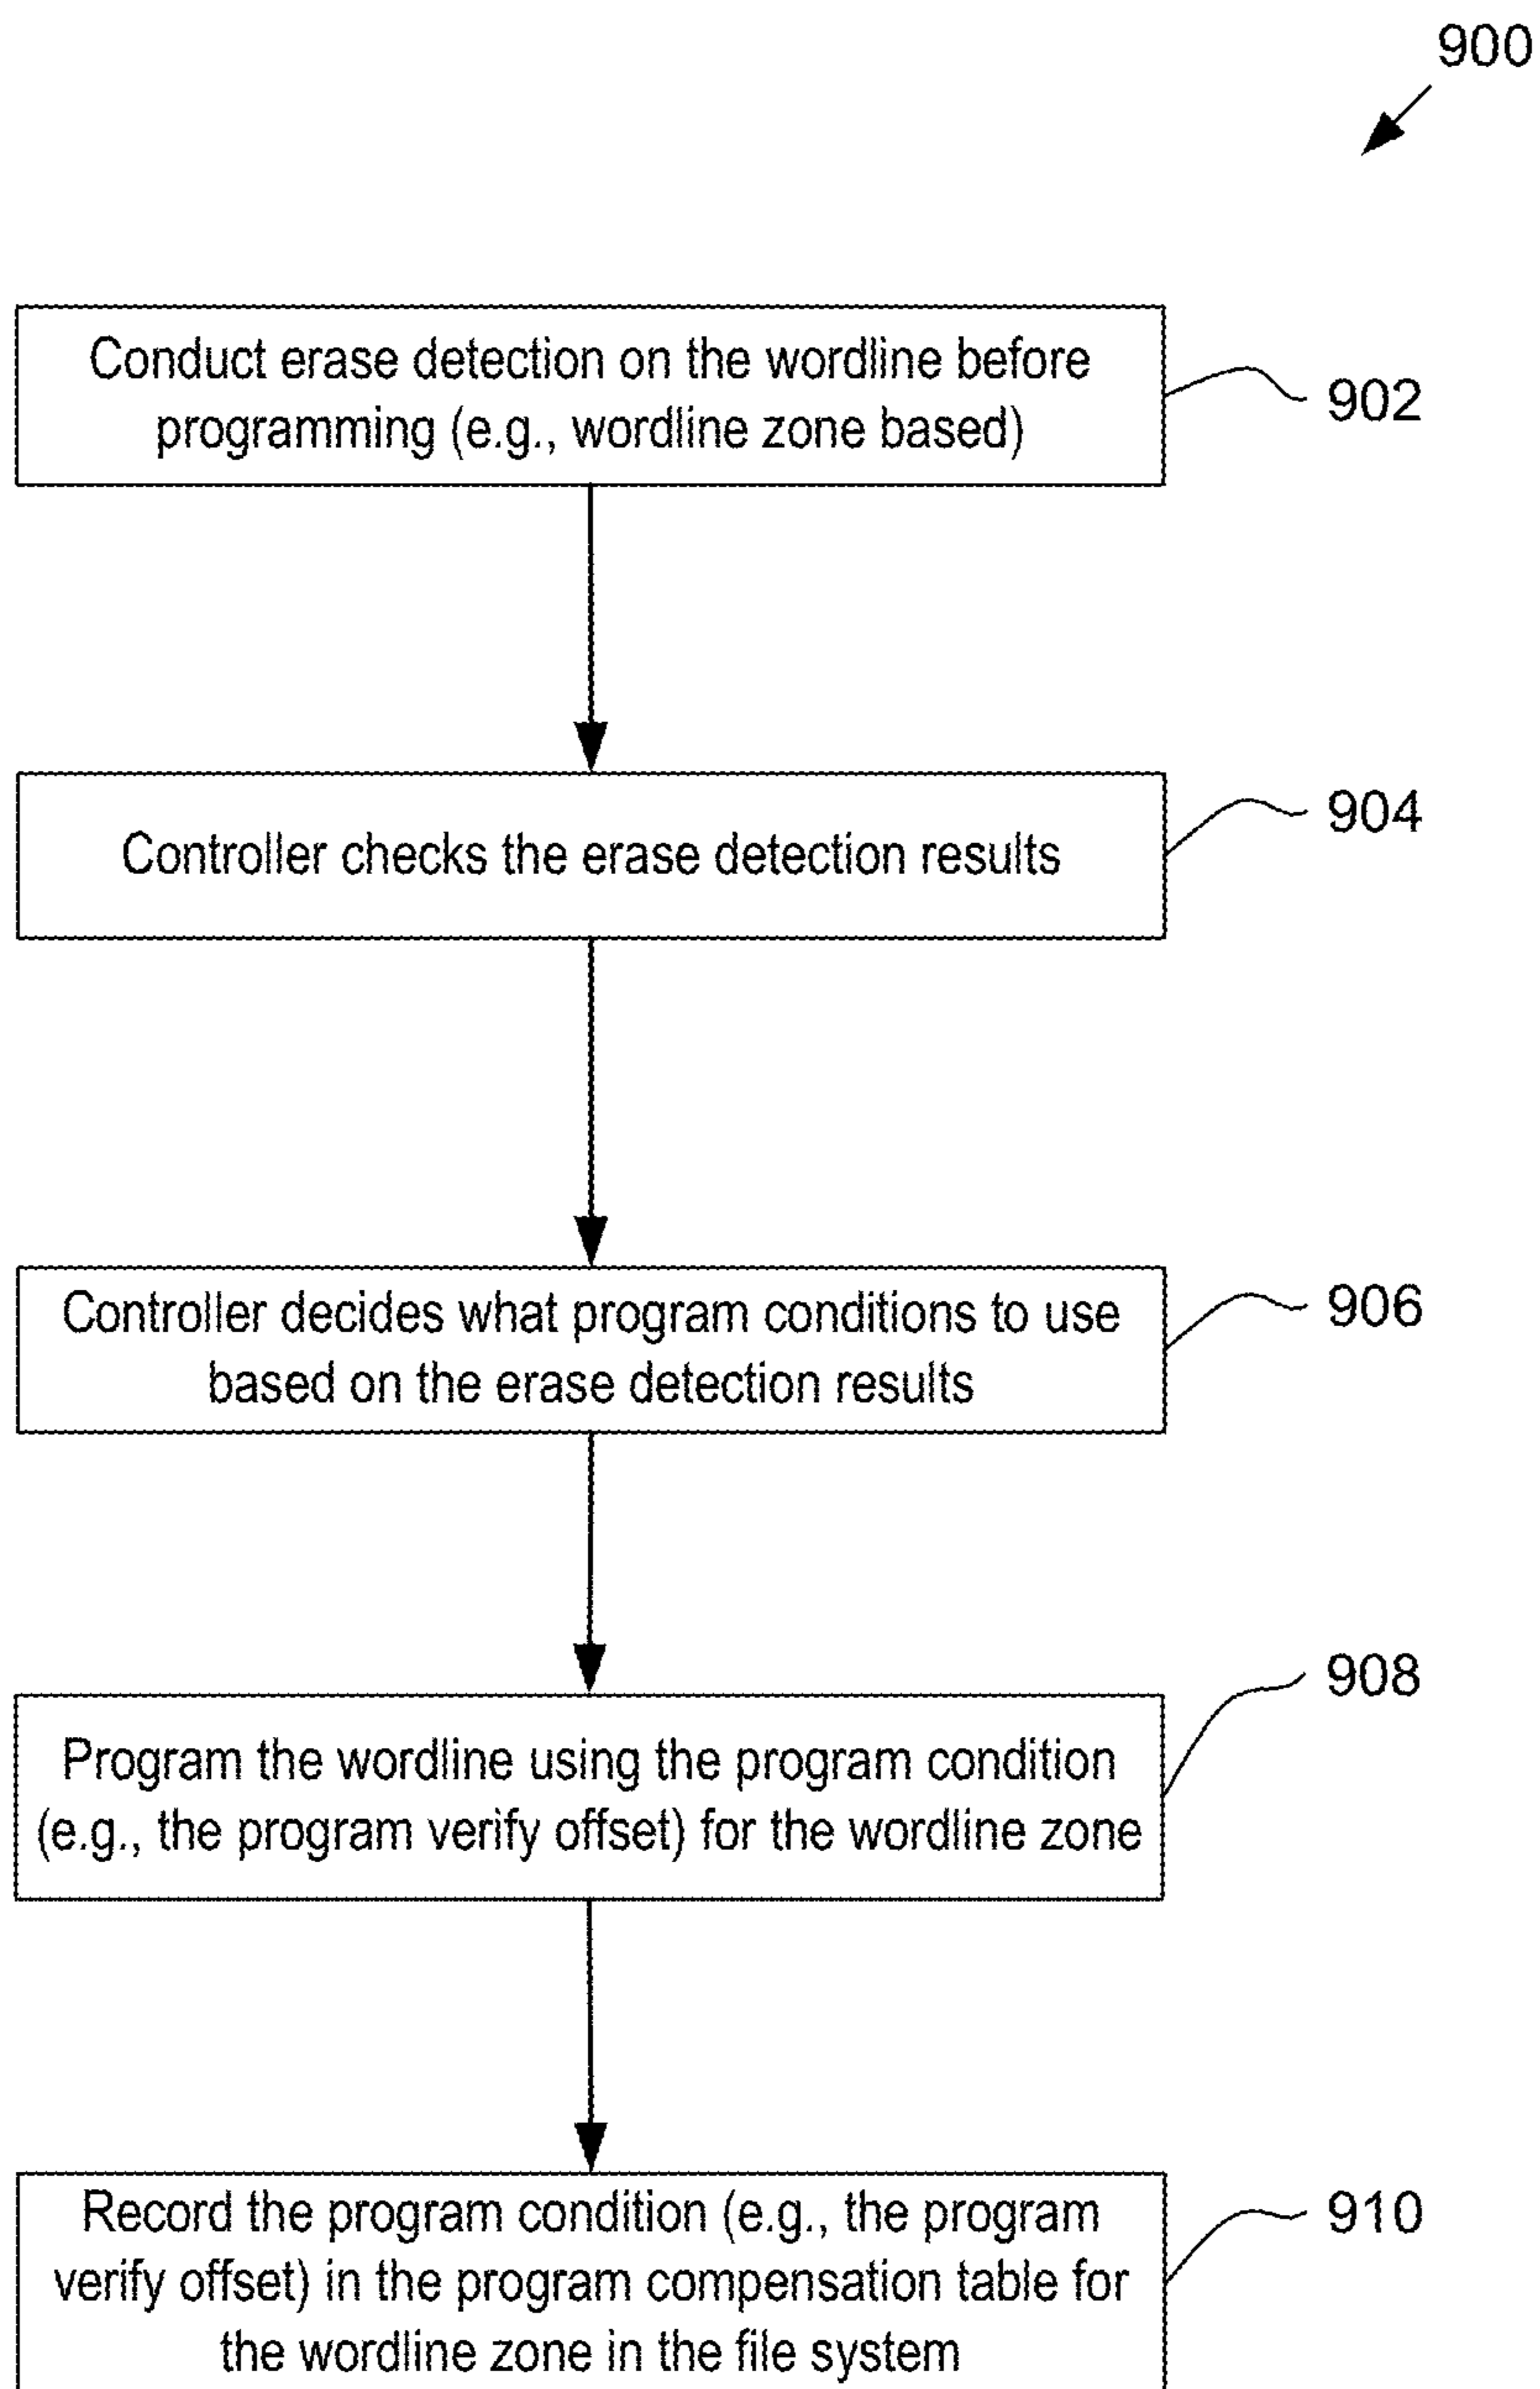 900
Conduct erase detection on the wordline before
programming (e.g., wordline zone based)
902
Controller checks the erase detection results
904
Controller decides what program conditions to use
based on the erase detection results
906
Program the wordline using the program condition
(e.g., the program verify offset) for the wordline zone
908
Record the program condition (e.g., the program
verify offset) in the program compensation table for
the wordline zone in the file system
910